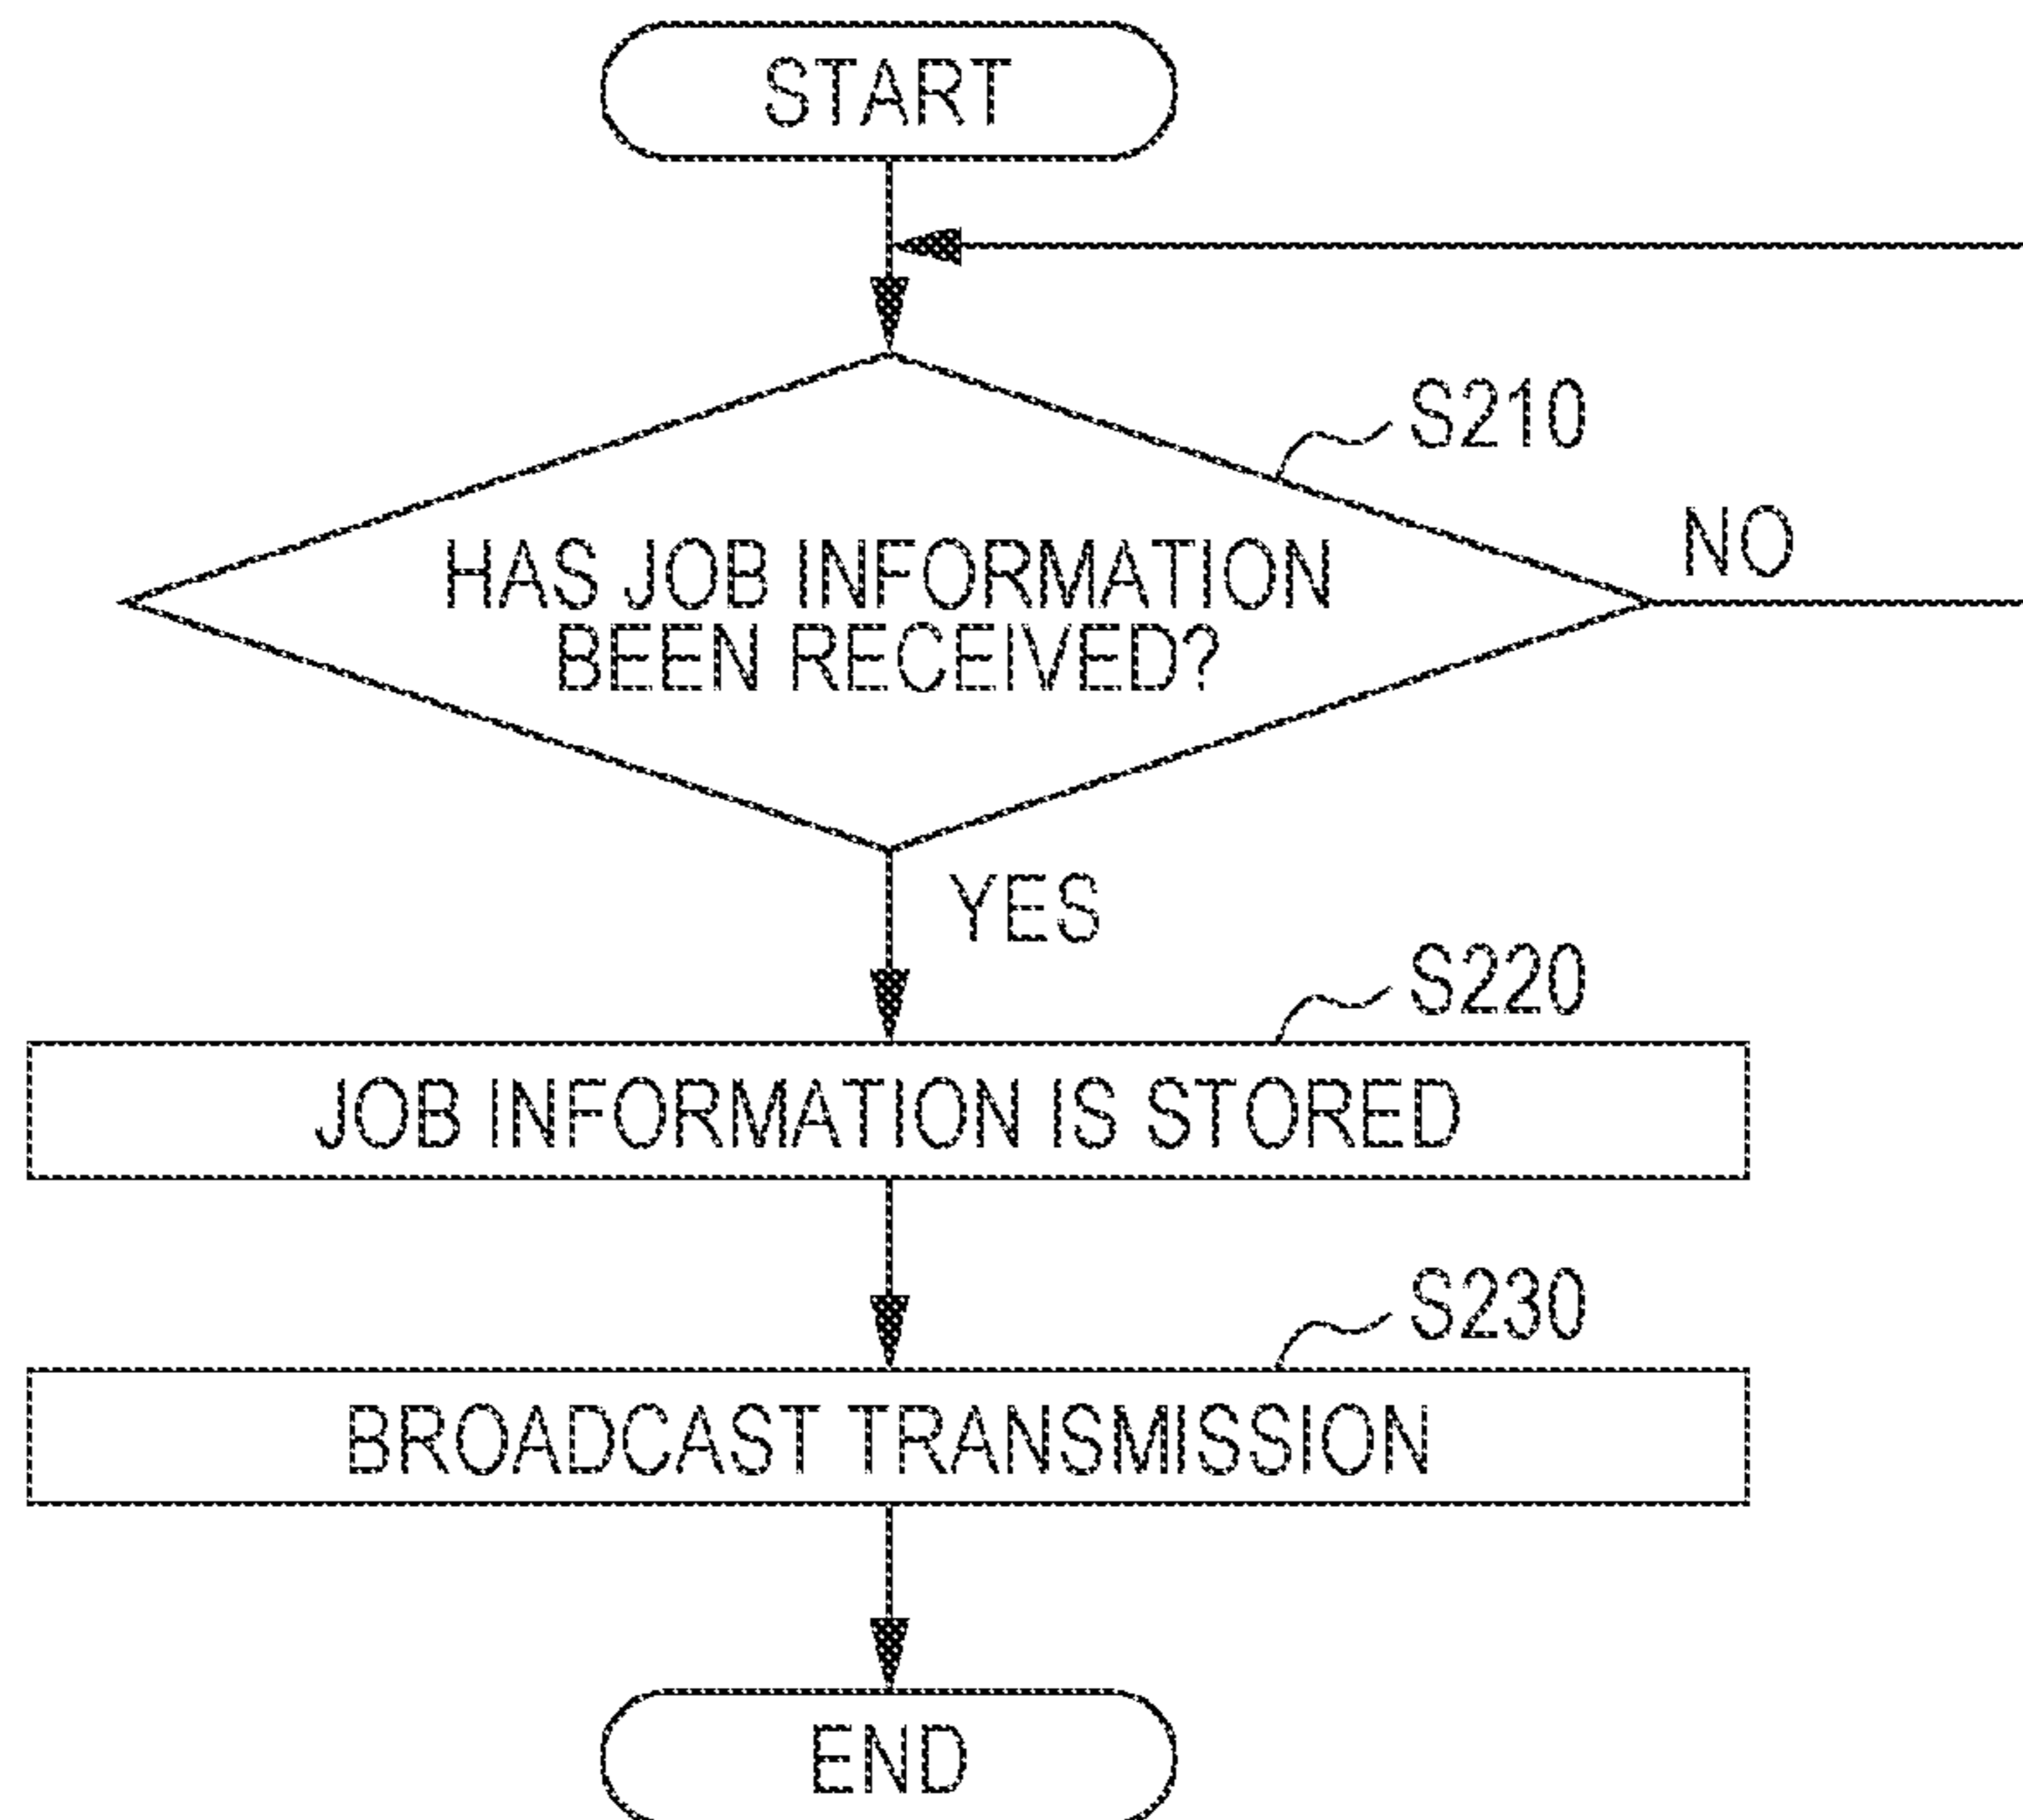 START
S210
HAS JOB INFORMATION
BEEN RECEIVED?
NO
YES
S220
JOB INFORMATION IS STORED
S230
BROADCAST TRANSMISSION
END